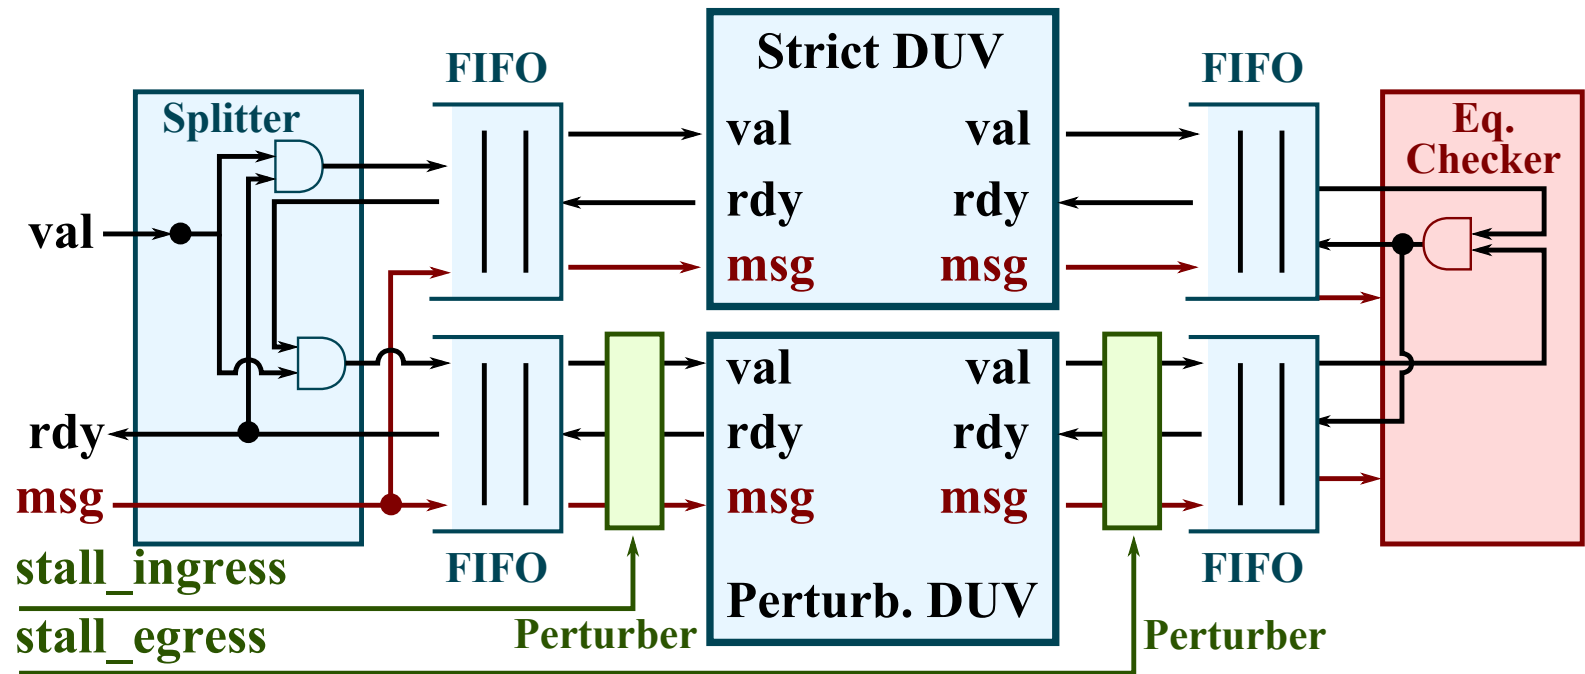 Strict DUV
FIFO
FIFO
Splitter
Eq.
Checker
val
val
val
rdy
rdy
msg
msg
val
val
val
rdy
rdy
rdy
msg
msg
msg
stall_ingress
FIFO
FIFO
Perturb. DUV
stall_egress
Perturber
Perturber